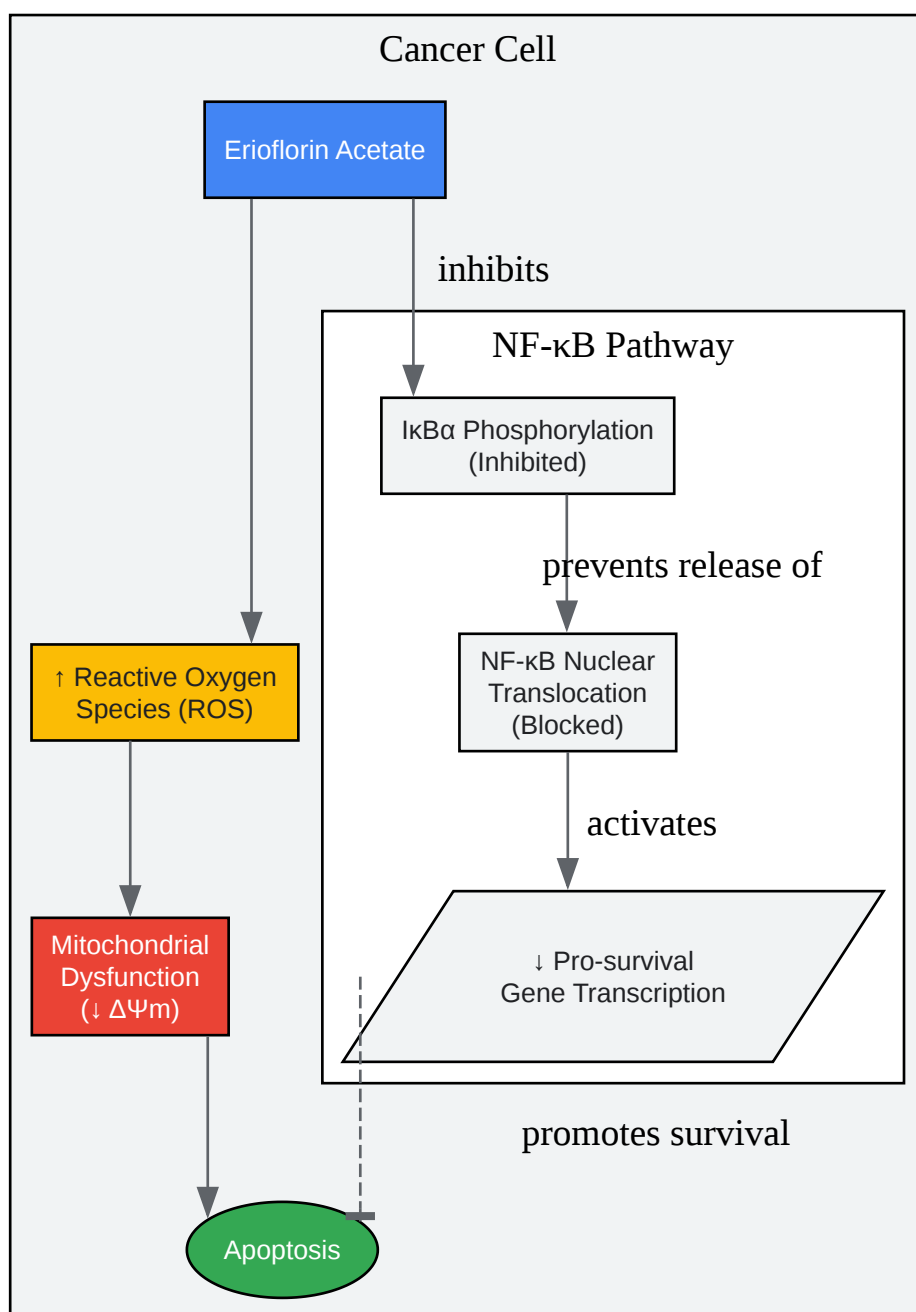 Cancer Cell
Erioflorin Acetate
inhibits
NF-κB Pathway
IκBα Phosphorylation
(Inhibited)
prevents release of
NF-κB Nuclear
Translocation
(Blocked)
↑ Reactive Oxygen
Species (ROS)
activates
Mitochondrial
Dysfunction
(↓ ΔΨm)
↓ Pro-survival
Gene Transcription
promotes survival
Apoptosis